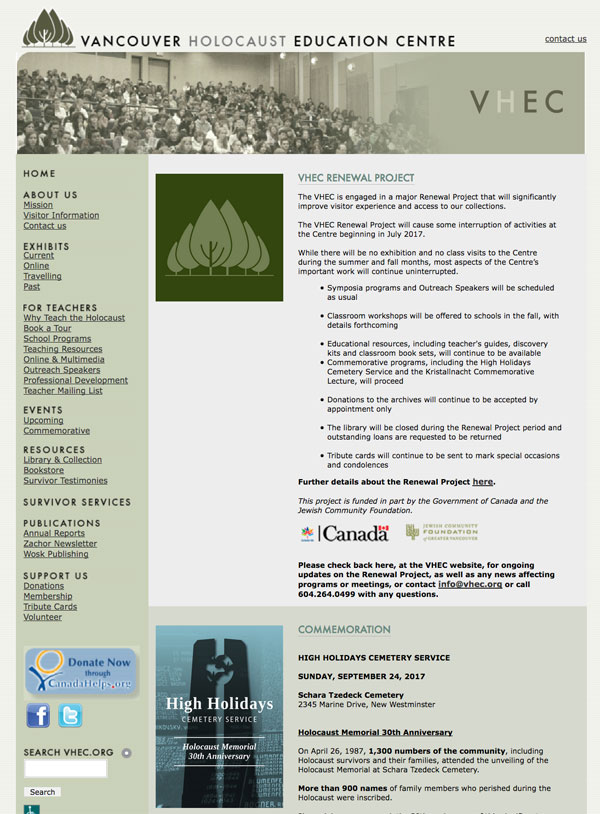 VANCOUVER HOLOCAUST EDUCATION CENTRE
contact us
VHEC
HOME
ABOUT US
Mission
Visitor Information
Contact us
EXHIBITS
Current
Online
Travelling
Past
FOR TEACHERS
Why Teach the Holocaust
Book a Tour
School Programs
Teaching Resources
Online & Multimedia
Outreach Speakers
Professional Development
Teacher Mailing List
EVENTS
Upcoming
Commemorative
RESOURCES
Library & Collection
Bookstore
Survivor Testimonies
SURVIVOR SERVICES
PUBLICATIONS
Annual Reports
Zachor Newsletter
Wosk Publishing
SUPPORT US
Donations
Membership
Tribute Cards
Volunteer
Donate Now
through
CanadaHelps.org
SEARCH VHEC.ORG
Search
VHEC RENEWAL PROJECT
The VHEC is engaged in a major Renewal Project that will significantly
improve visitor experience and access to our collections.
The VHEC Renewal Project will cause some interruption of activities at
the Centre beginning in July 2017.
While there will be no exhibition and no class visits to the Centre
during the summer and fall months, most aspects of the Centre's
important work will continue uninterrupted.
• Symposia programs and Outreach Speakers will be scheduled
as usual
• Classroom workshops will be offered to schools in the fall, with
details forthcoming
• Educational resources, including teacher's guides, discovery
kits and classroom book sets, will continue to be available
• Commemorative programs, including the High Holidays
Cemetery Service and the Kristallnacht Commemorative
Lecture, will proceed
• Donations to the archives will continue to be accepted by
appointment only
• The library will be closed during the Renewal Project period and
outstanding loans are requested to be returned
• Tribute cards will continue to be sent to mark special occasions
and condolences
Further details about the Renewal Project here.
This project is funded in part by the Government of Canada and the
Jewish Community Foundation.
Canada
JEWISH COMMUNITY
FOUNDATION
of GREATER VANCOUVER
Please check back here, at the VHEC website, for ongoing
updates on the Renewal Project, as well as any news affecting
programs or meetings, or contact info@vhec.org or call
604.264.0499 with any questions.
High Holidays
CEMETERY SERVICE
Holocaust Memorial
30th Anniversary
COMMEMORATION
HIGH HOLIDAYS CEMETERY SERVICE
SUNDAY, SEPTEMBER 24, 2017
Schara Tzedeck Cemetery
2345 Marine Drive, New Westminster
Holocaust Memorial 30th Anniversary
On April 26, 1987, 1,300 numbers of the community, including
Holocaust survivors and their families, attended the unveiling of the
Holocaust Memorial at Schara Tzedeck Cemetery.
More than 900 names of family members who perished during the
Holocaust were inscribed.